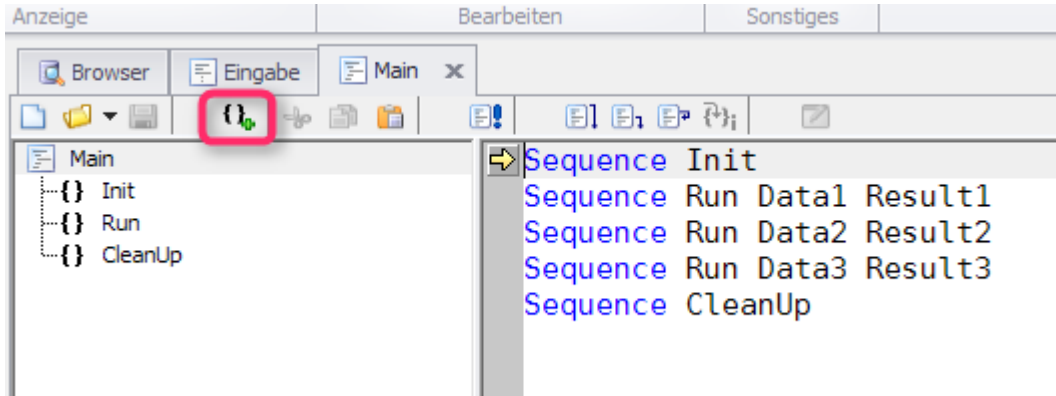 Anzeige Bearbeiten Sonstiges
Browser Eingabe Main
Main
Init
Run
CleanUp
Sequence Init
Sequence Run Data1 Result1
Sequence Run Data2 Result2
Sequence Run Data3 Result3
Sequence CleanUp